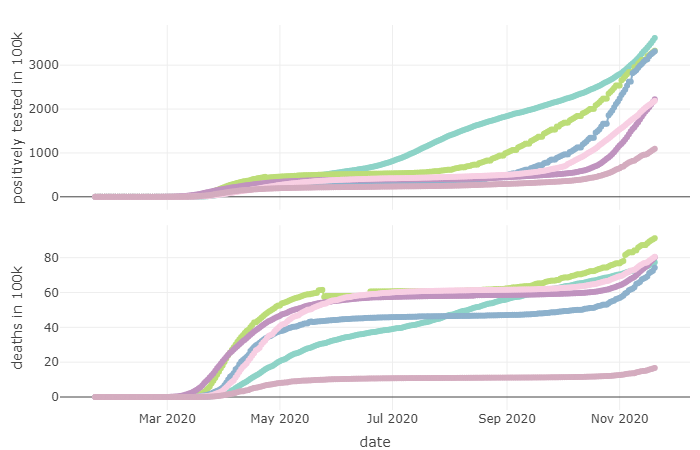 positively tested in 100k
3000
2000
1000
0
deaths in 100k
80
60
40
20
0
Mar 2020
May 2020
Jul 2020
Sep 2020
Nov 2020
date